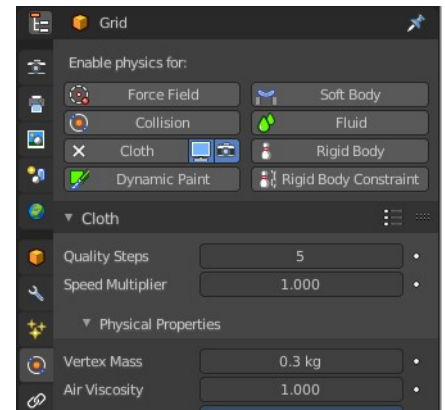 Grid
Enable physics for:
Force Field Soft Body
Collision Fluid
Cloth Rigid Body
Dynamic Paint Rigid Body Constraint
Cloth
Quality Steps 5
Speed Multiplier 1.000
Physical Properties
Vertex Mass 0.3 kg
Air Viscosity 1.000